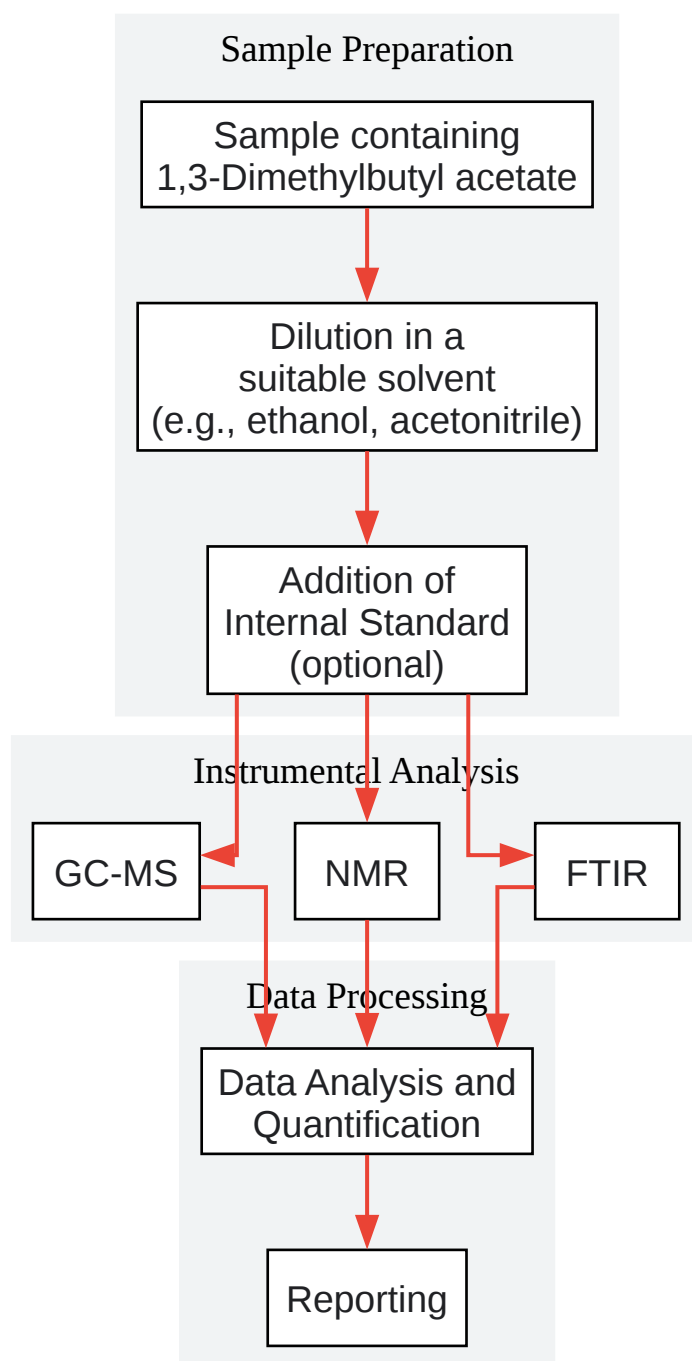 Sample Preparation
Sample containing
1,3-Dimethylbutyl acetate
Dilution in a
suitable solvent
(e.g., ethanol, acetonitrile)
Addition of
Internal Standard
(optional)
Instrumental Analysis
GC-MS
NMR
FTIR
Data Processing
Data Analysis and
Quantification
Reporting